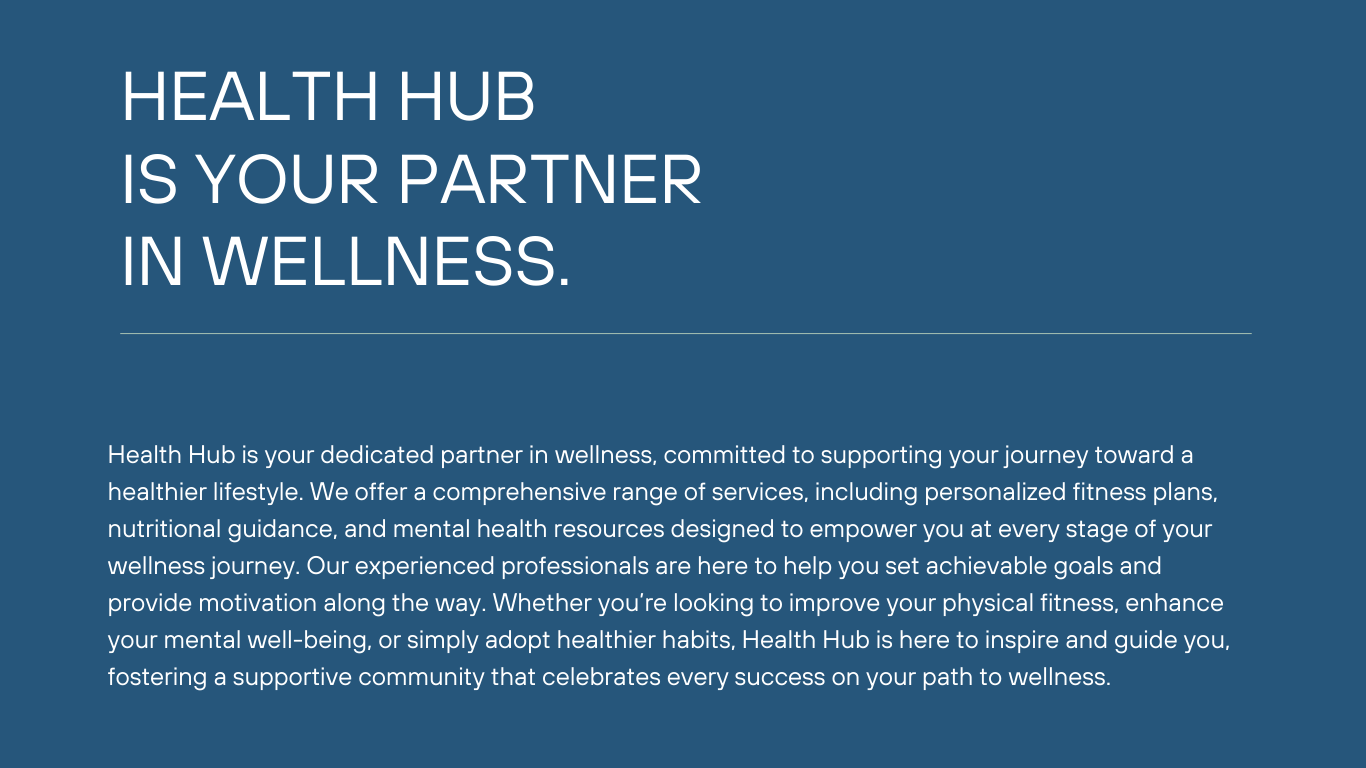 HEALTH HUB
IS YOUR PARTNER
IN WELLNESS.
Health Hub is your dedicated partner in wellness, committed to supporting your journey toward a
healthier lifestyle. We offer a comprehensive range of services, including personalized fitness plans,
nutritional guidance, and mental health resources designed to empower you at every stage of your
wellness journey. Our experienced professionals are here to help you set achievable goals and
provide motivation along the way. Whether you’re looking to improve your physical fitness, enhance
your mental well-being, or simply adopt healthier habits, Health Hub is here to inspire and guide you,
fostering a supportive community that celebrates every success on your path to wellness.